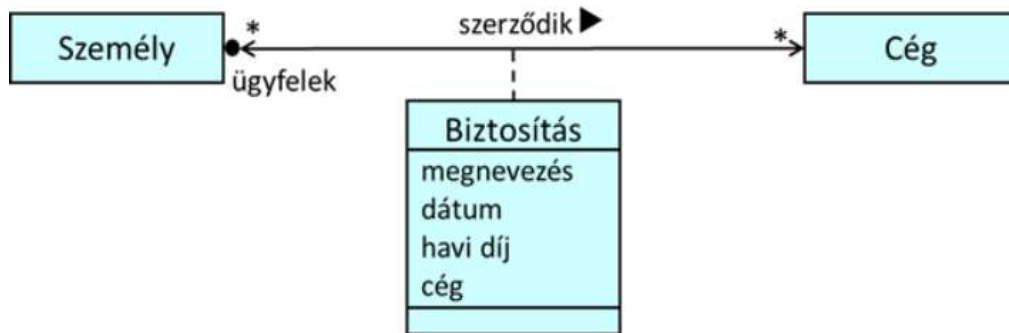 * szerződik ▶ *
Személy Cég
ügyfelek
Biztosítás
megnevezés
dátum
havi díj
cég